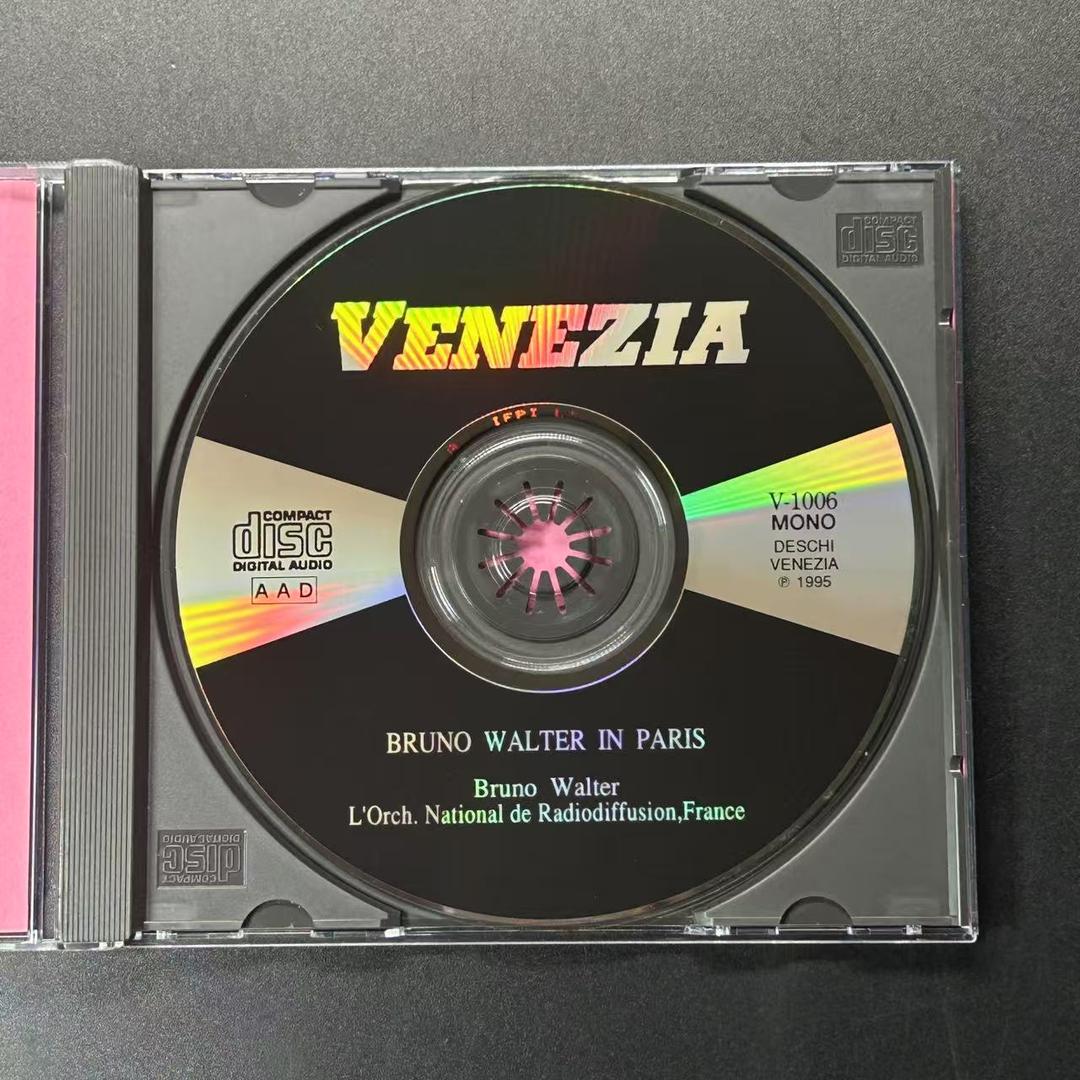 COMPACT
disc
DIGITAL AUDIO
VENEZIA
IFPI
COMPACT
disc
DIGITAL AUDIO
AAD
V-1006
MONO
DESCHI
VENEZIA
℗ 1995
BRUNO WALTER IN PARIS
Bruno Walter
L'Orch. National de Radiodiffusion,France
COMPACT
disc
DIGITAL AUDIO